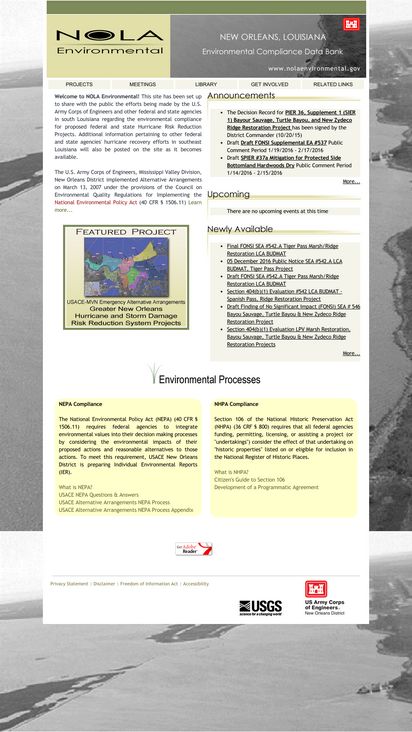 NOLA
Environmental
NEW ORLEANS, LOUISIANA
Environmental Compliance Data Bank
www.nolaenvironmental.gov
PROJECTS MEETINGS LIBRARY GET INVOLVED RELATED LINKS
Welcome to NOLA Environmental! This site has been set up
to share with the public the efforts being made by the U.S.
Army Corps of Engineers and other federal and state agencies
in south Louisiana regarding the environmental compliance
for proposed federal and state Hurricane Risk Reduction
Projects. Additional information pertaining to other federal
and state agencies' hurricane recovery efforts in southeast
Louisiana will also be posted on the site as it becomes
available.
The U.S. Army Corps of Engineers, Mississippi Valley Division,
New Orleans District implemented Alternative Arrangements
on March 13, 2007 under the provisions of the Council on
Environmental Quality Regulations for Implementing the
National Environmental Policy Act (40 CFR § 1506.11) Learn
more...
FEATURED PROJECT
USACE-MVN Emergency Alternative Arrangements
Greater New Orleans
Hurricane and Storm Damage
Risk Reduction System Projects
Announcements
The Decision Record for PIER 36, Supplement 1 (SIER
1) Bayour Sauvage, Turtle Bayou, and New Zydeco
Ridge Restoration Project has been signed by the
District Commander (10/20/15)
Draft Draft FONSI Supplemental EA #537 Public
Comment Period 1/19/2016 - 2/17/2016
Draft SPIER #37a Mitigation for Protected Side
Bottomland Hardwoods Dry Public Comment Period
1/14/2016 - 2/15/2016
More...
Upcoming
There are no upcoming events at this time
Newly Available
Final FONSI SEA #542.A Tiger Pass Marsh/Ridge
Restoration LCA BUDMAT
05 December 2016 Public Notice SEA #542.A LCA
BUDMAT, Tiger Pass Project
Draft FONSI SEA #542.A Tiger Pass Marsh/Ridge
Restoration LCA BUDMAT
Section 404(b)(1) Evaluation #542 LCA BUDMAT -
Spanish Pass, Ridge Restoration Project
Draft Finding of No Significant Impact (FONSI) SEA # 546
Bayou Sauvage, Turtle Bayou & New Zydeco Ridge
Restoration Project
Section 404(b)(1) Evaluation LPV Marsh Restoration,
Bayou Sauvage, Turtle Bayou & New Zydeco Ridge
Restoration Projects
More...
Environmental Processes
NEPA Compliance
The National Environmental Policy Act (NEPA) (40 CFR §
1506.11) requires federal agencies to integrate
environmental values into their decision making processes
by considering the environmental impacts of their
proposed actions and reasonable alternatives to those
actions. To meet this requirement, USACE New Orleans
District is preparing Individual Environmental Reports
(IER).
What is NEPA?
USACE NEPA Questions & Answers
USACE Alternative Arrangements NEPA Process
USACE Alternative Arrangements NEPA Process Appendix
NHPA Compliance
Section 106 of the National Historic Preservation Act
(NHPA) (36 CRF § 800) requires that all federal agencies
funding, permitting, licensing, or assisting a project (or
"undertakings") consider the effect of that undertaking on
"historic properties" listed on or eligible for inclusion in
the National Register of Historic Places.
What is NHPA?
Citizen's Guide to Section 106
Development of a Programmatic Agreement
Get Adobe
Reader
Privacy Statement | Disclaimer | Freedom of Information Act | Accessibility
USGS
science for a changing world
US Army Corps
of Engineers.
New Orleans District